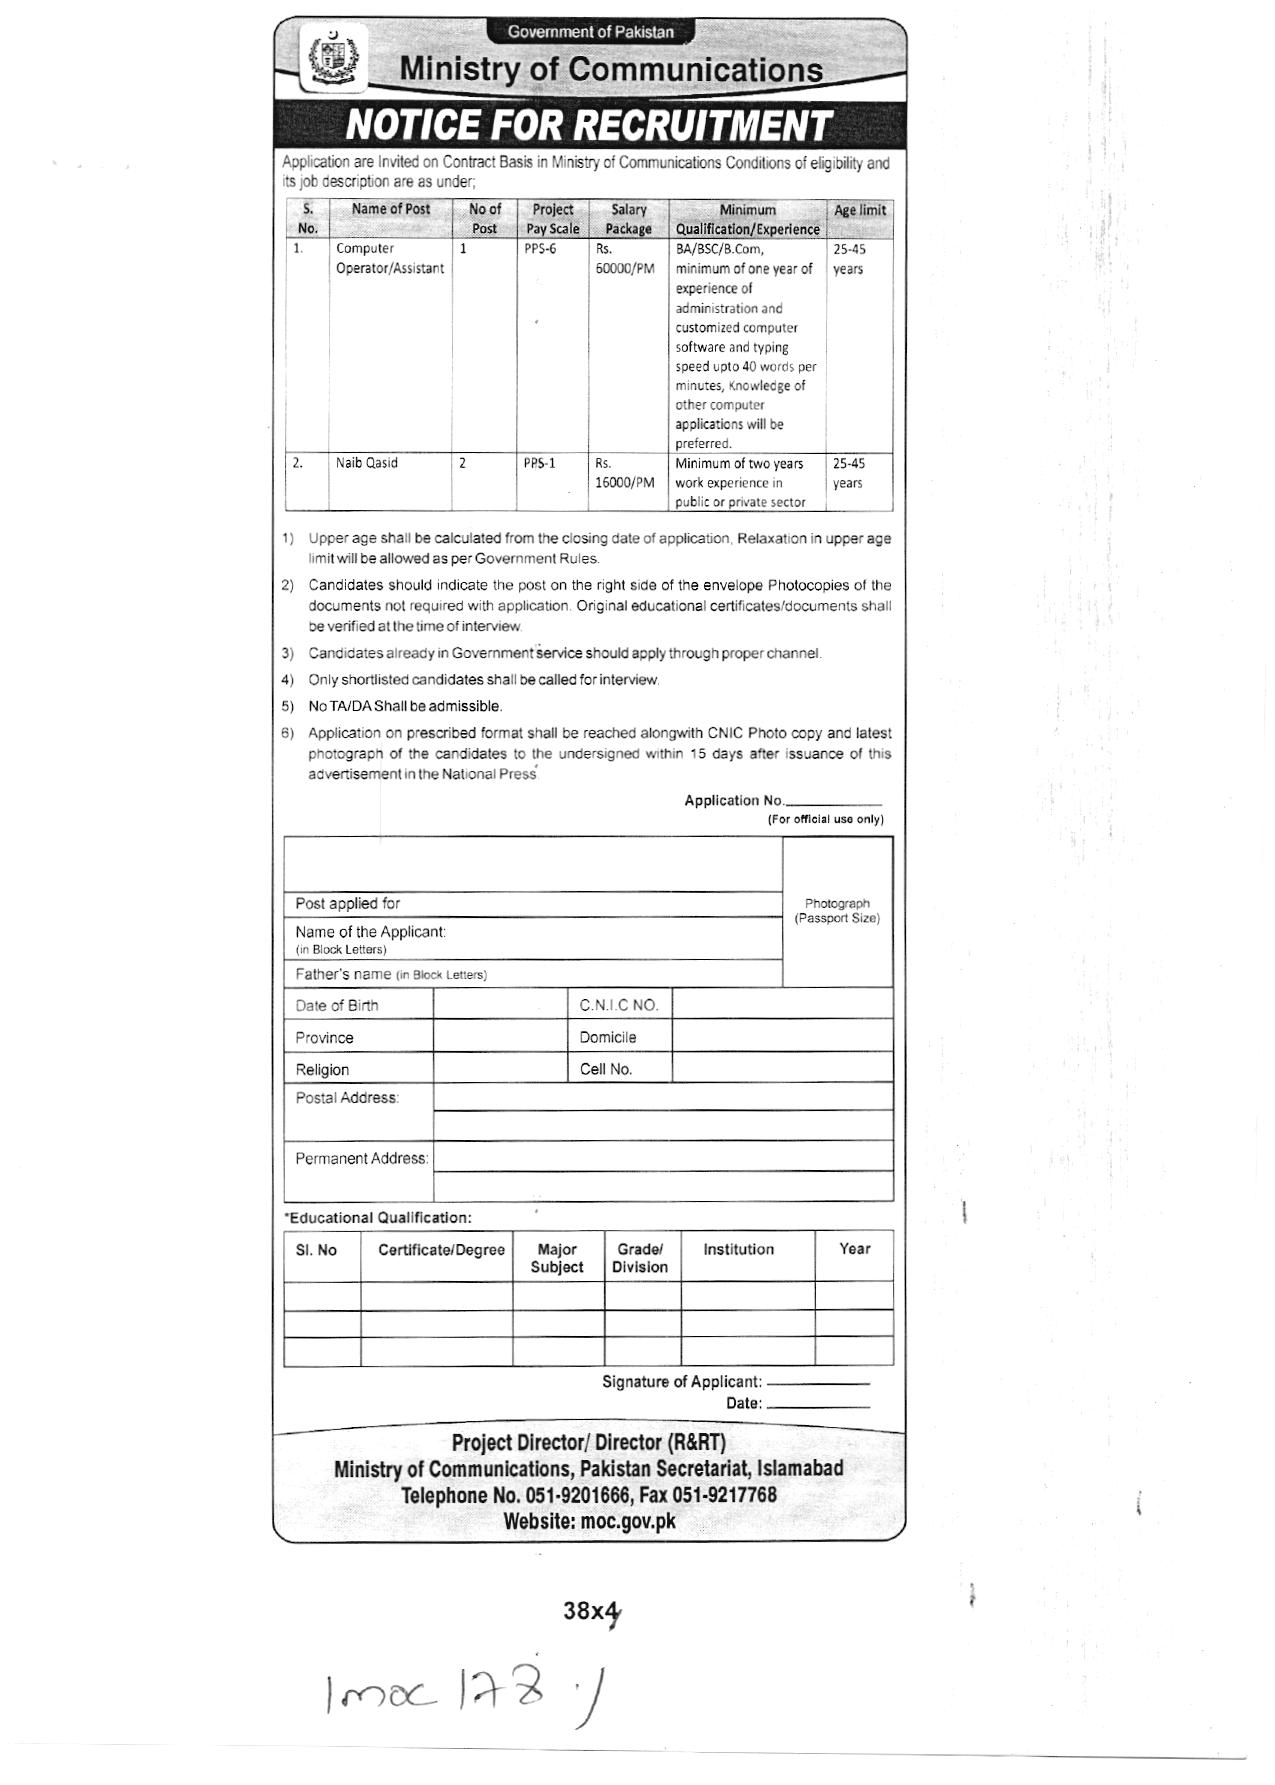 Government of Pakistan
Ministry of Communications
NOTICE FOR RECRUITMENT
Application are Invited on Contract Basis in Ministry of Communications Conditions of eligibility and
its job description are as under;
S. No. Name of Post No of Post Project Pay Scale Salary Package Minimum Qualification/Experience Age limit
1. Computer Operator/Assistant 1 PPS-6 Rs. 60000/PM BA/BSC/B.Com, 25-45 years
minimum of one year of
experience of
administration and
customized computer
software and typing
speed upto 40 words per
minutes, Knowledge of
other computer
applications will be
preferred.
2. Naib Qasid 2 PPS-1 Rs. 16000/PM Minimum of two years 25-45 years
work experience in
public or private sector
1) Upper age shall be calculated from the closing date of application, Relaxation in upper age
limit will be allowed as per Government Rules.
2) Candidates should indicate the post on the right side of the envelope Photocopies of the
documents not required with application. Original educational certificates/documents shall
be verified at the time of interview.
3) Candidates already in Government service should apply through proper channel.
4) Only shortlisted candidates shall be called for interview.
5) No TA/DA Shall be admissible.
6) Application on prescribed format shall be reached alongwith CNIC Photo copy and latest
photograph of the candidates to the undersigned within 15 days after issuance of this
advertisement in the National Press
Application No.
(For official use only)
Photograph
(Passport Size)
Post applied for
Name of the Applicant:
(in Block Letters)
Father's name (in Block Letters)
Date of Birth C.N.I.C NO.
Province Domicile
Religion Cell No.
Postal Address:
Permanent Address:
*Educational Qualification:
Sl. No Certificate/Degree Major Subject Grade/ Division Institution Year
Signature of Applicant:
Date:
Project Director/ Director (R&RT)
Ministry of Communications, Pakistan Secretariat, Islamabad
Telephone No. 051-9201666, Fax 051-9217768
Website: moc.gov.pk
38x4